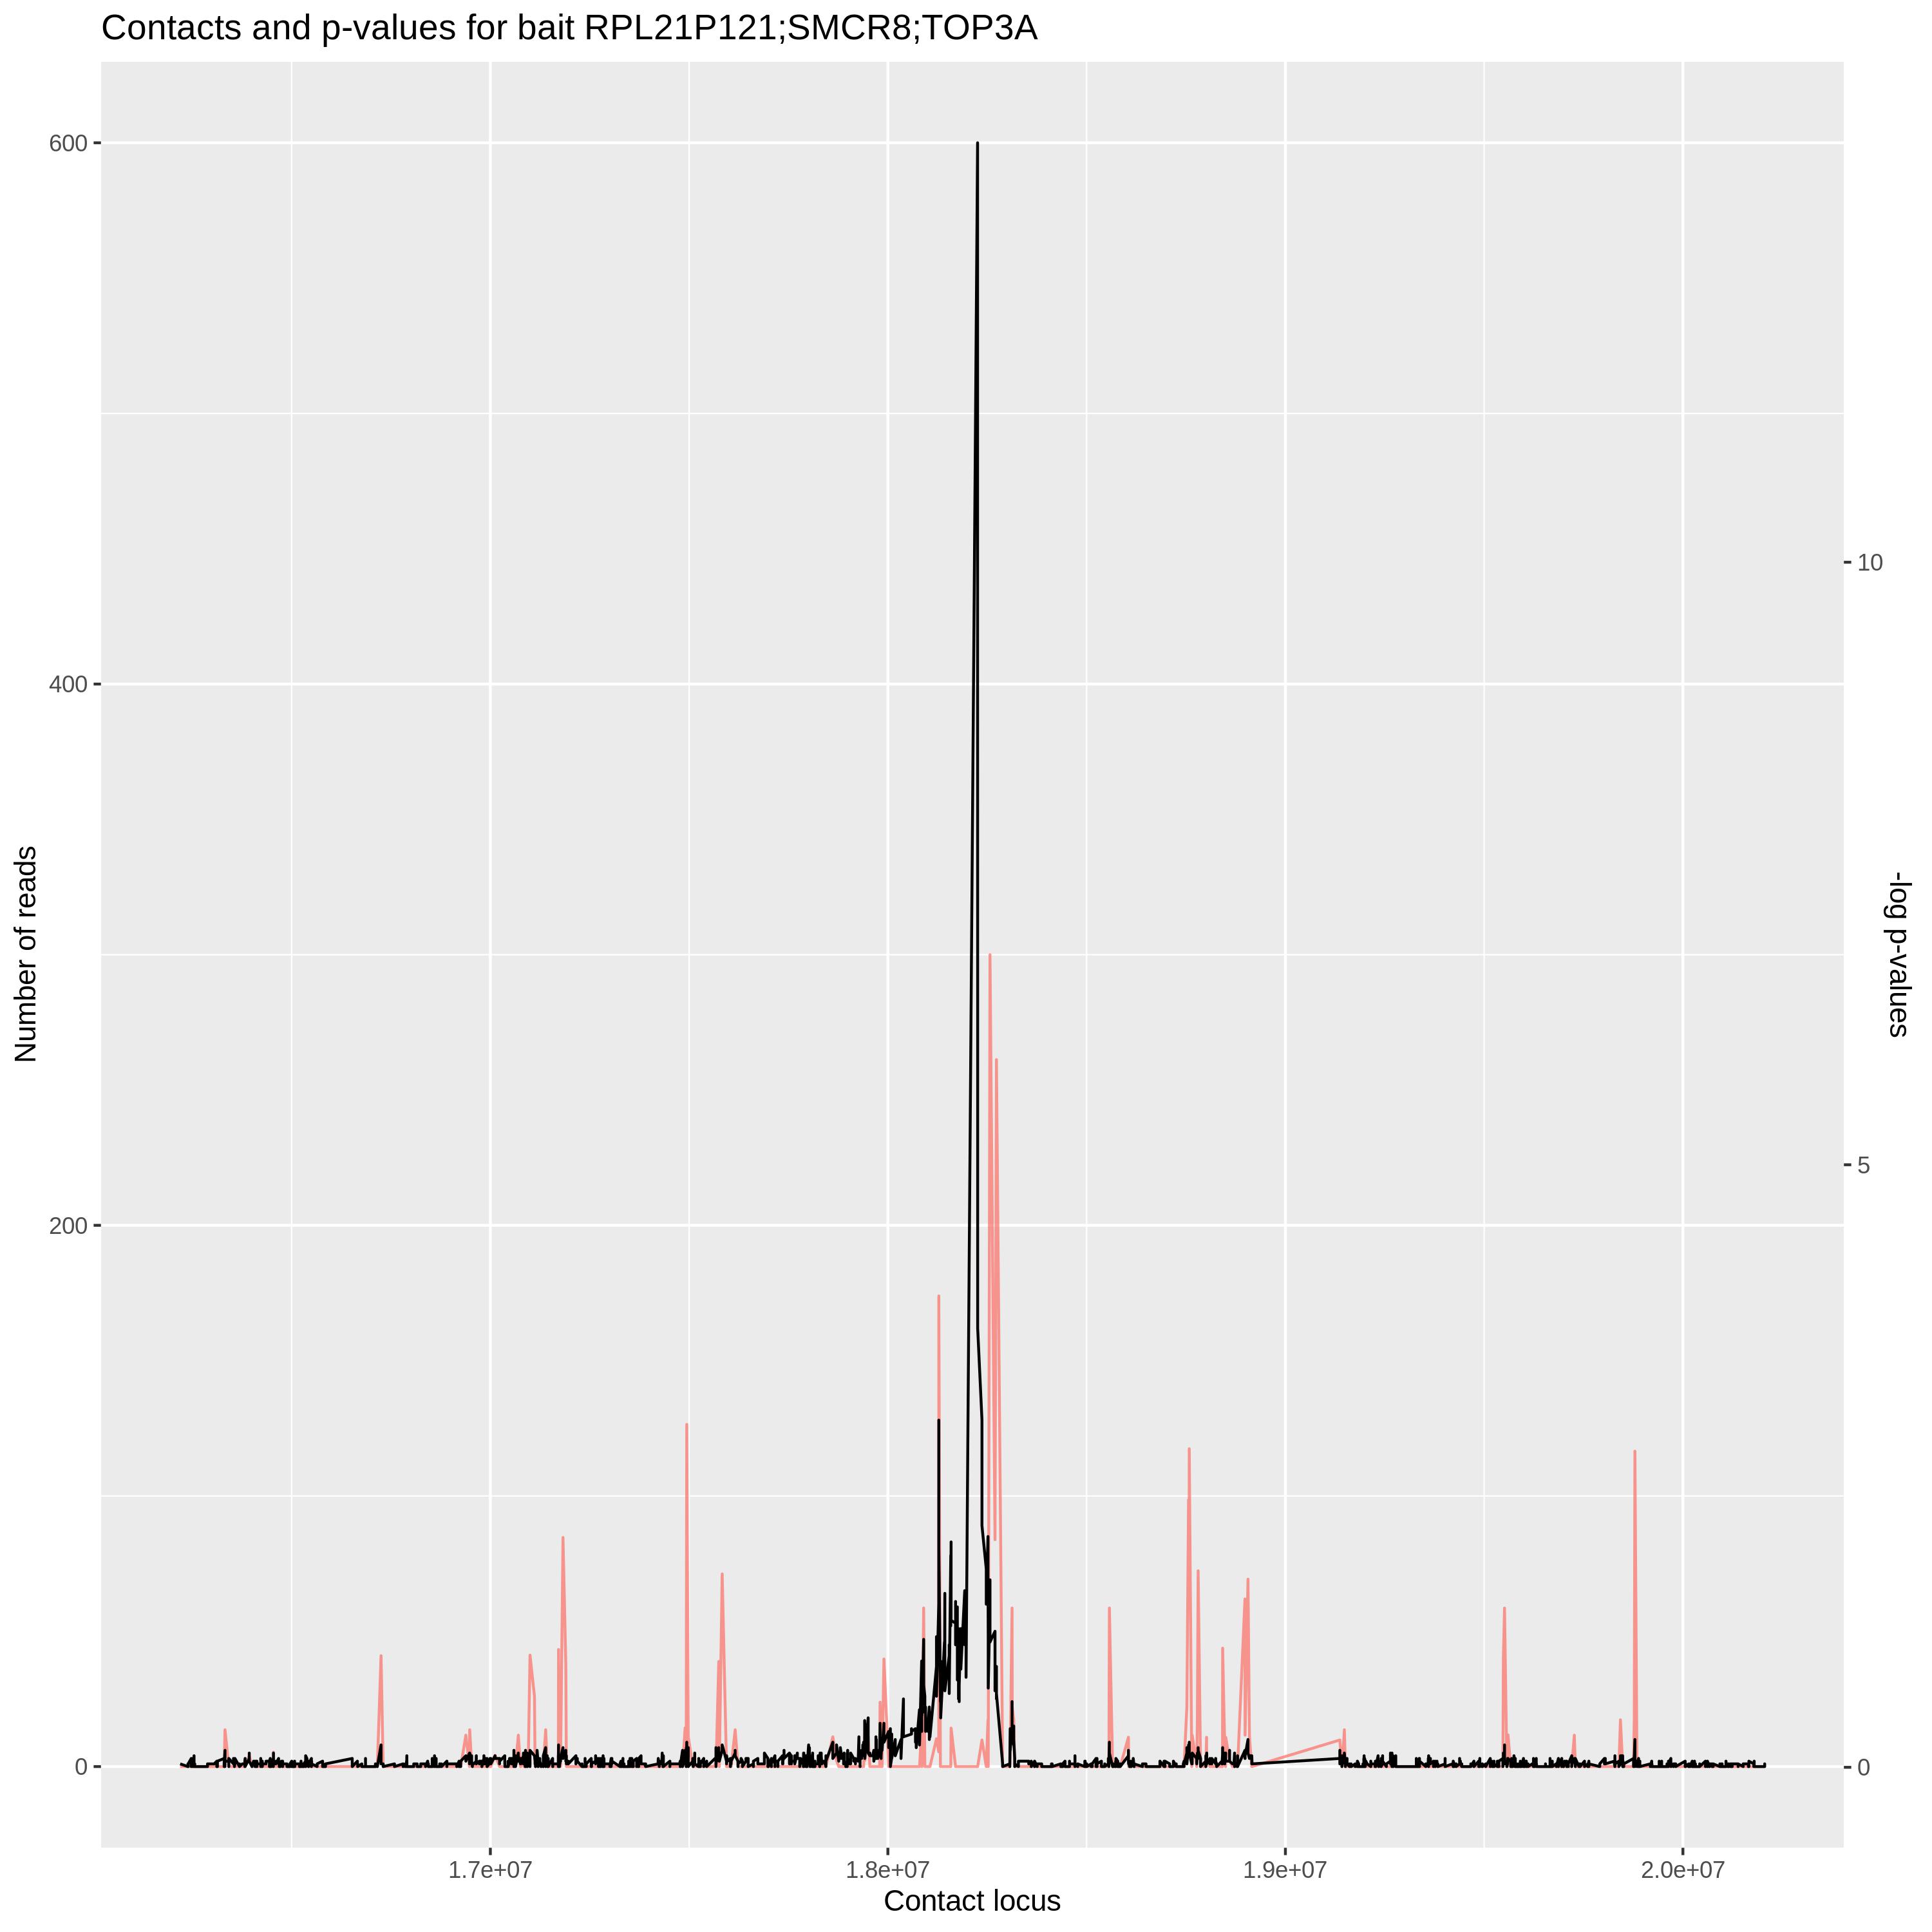 Contacts and p-values for bait RPL21P121;SMCR8;TOP3A
600
400
200
0
Number of reads
10
5
0
-log p-values
1.7e+07
1.8e+07
1.9e+07
2.0e+07
Contact locus